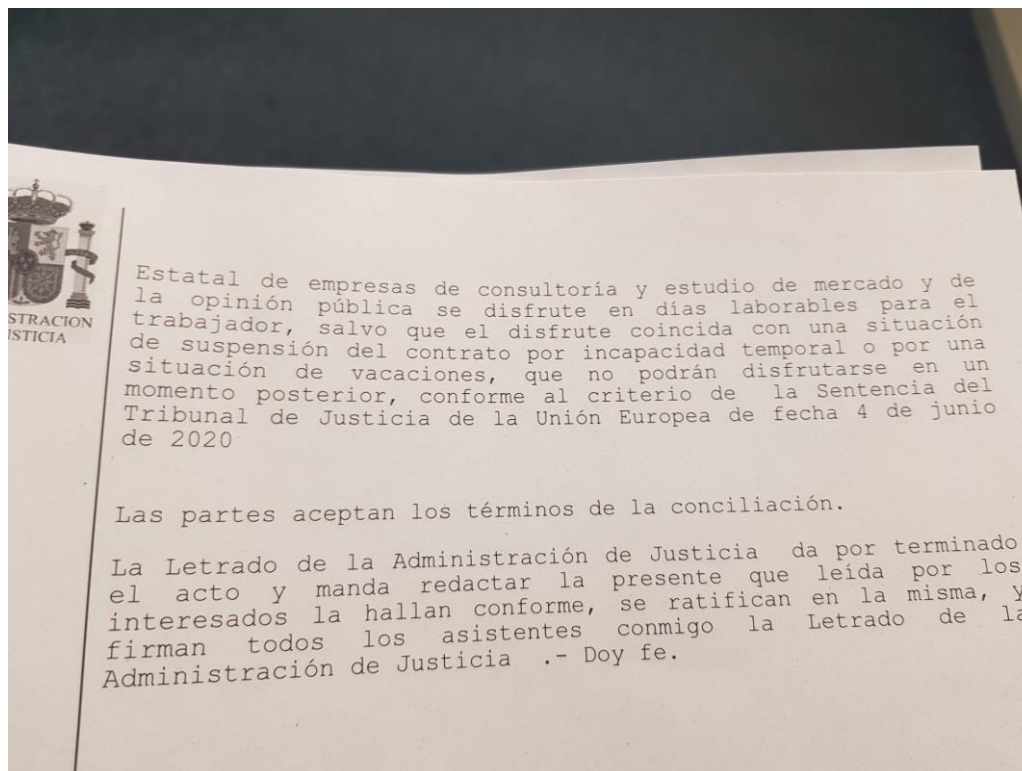 STRACION
STICIA
Estatal de empresas de consultoría y estudio de mercado y de
la opinión pública se disfrute en días laborables para el
trabajador, salvo que el disfrute coincida con una situación
de suspensión del contrato por incapacidad temporal o por una
situación de vacaciones, que no podrán disfrutarse en un
momento posterior, conforme al criterio de la Sentencia del
Tribunal de Justicia de la Unión Europea de fecha 4 de junio
de 2020
Las partes aceptan los términos de la conciliación.
La Letrado de la Administración de Justicia da por terminado
el acto y manda redactar la presente que leída por los
interesados la hallan conforme, se ratifican en la misma, y
firman todos los asistentes conmigo la Letrado de la
Administración de Justicia .- Doy fe.